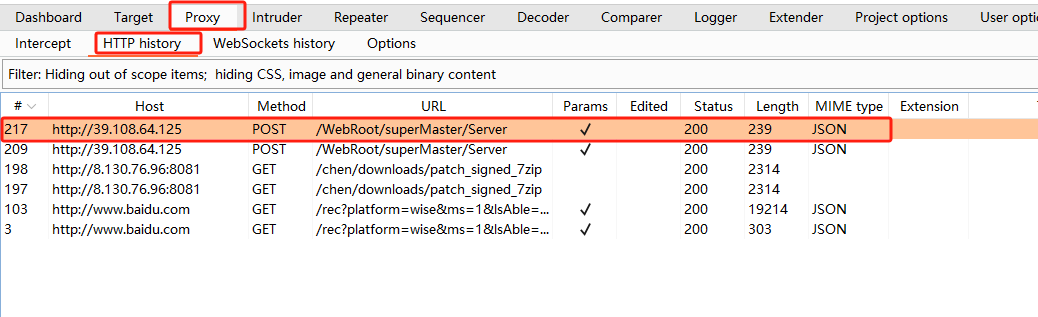 Dashboard Target Proxy Intruder Repeater Sequencer Decoder Comparer Logger Extender Project options User opti
Intercept HTTP history WebSockets history Options
Filter: Hiding out of scope items; hiding CSS, image and general binary content
# Host Method URL Params Edited Status Length MIME type Extension
217 http://39.108.64.125 POST /WebRoot/superMaster/Server ✓ 200 239 JSON
209 http://39.108.64.125 POST /WebRoot/superMaster/Server ✓ 200 239 JSON
198 http://8.130.76.96:8081 GET /chen/downloads/patch_signed_7zip 200 2314
197 http://8.130.76.96:8081 GET /chen/downloads/patch_signed_7zip 200 2314
103 http://www.baidu.com GET /rec?platform=wise&ms=1&lsAble=... ✓ 200 19214 JSON
3 http://www.baidu.com GET /rec?platform=wise&ms=1&lsAble=... ✓ 200 303 JSON